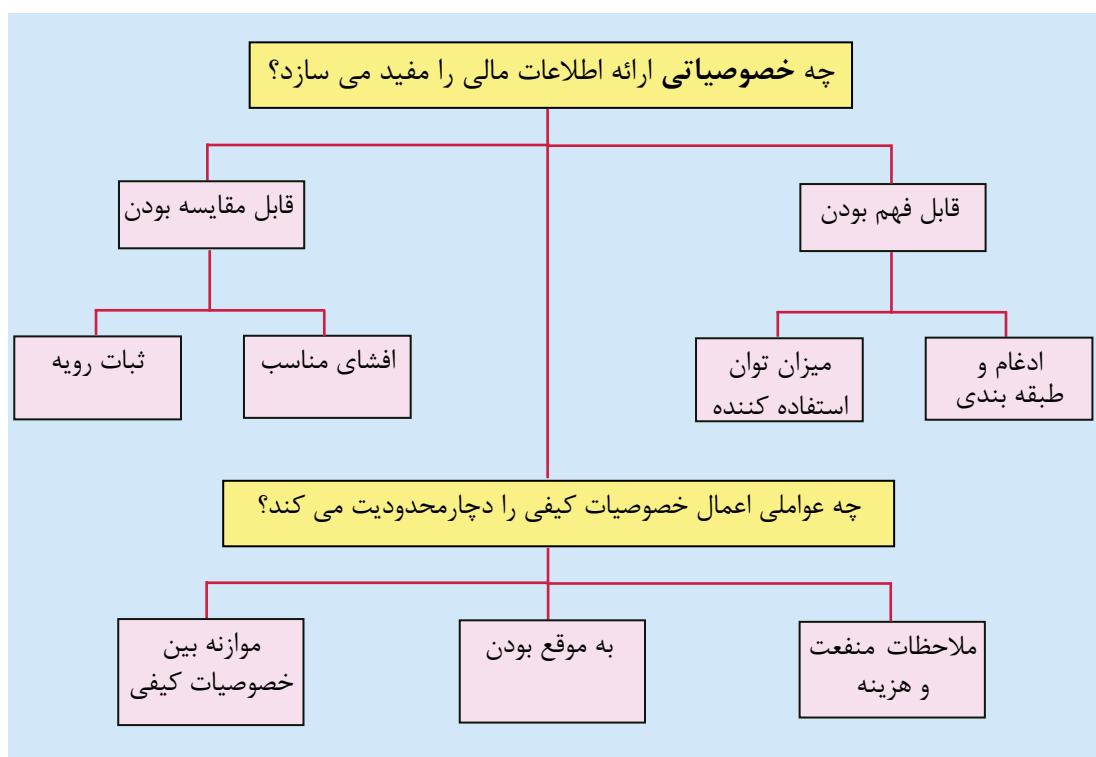 چه خصوصیاتی ارائه اطلاعات مالی را مفید می سازد؟
قابل فهم بودن
قابل مقایسه بودن
ادغام و
طبقه بندی
میزان توان
استفاده کننده
افشای مناسب
ثبات رویه
چه عواملی اعمال خصوصیات کیفی را دچارمحدودیت می کند؟
ملاحظات منفعت
و هزینه
به موقع بودن
موازنه بین
خصوصیات کیفی